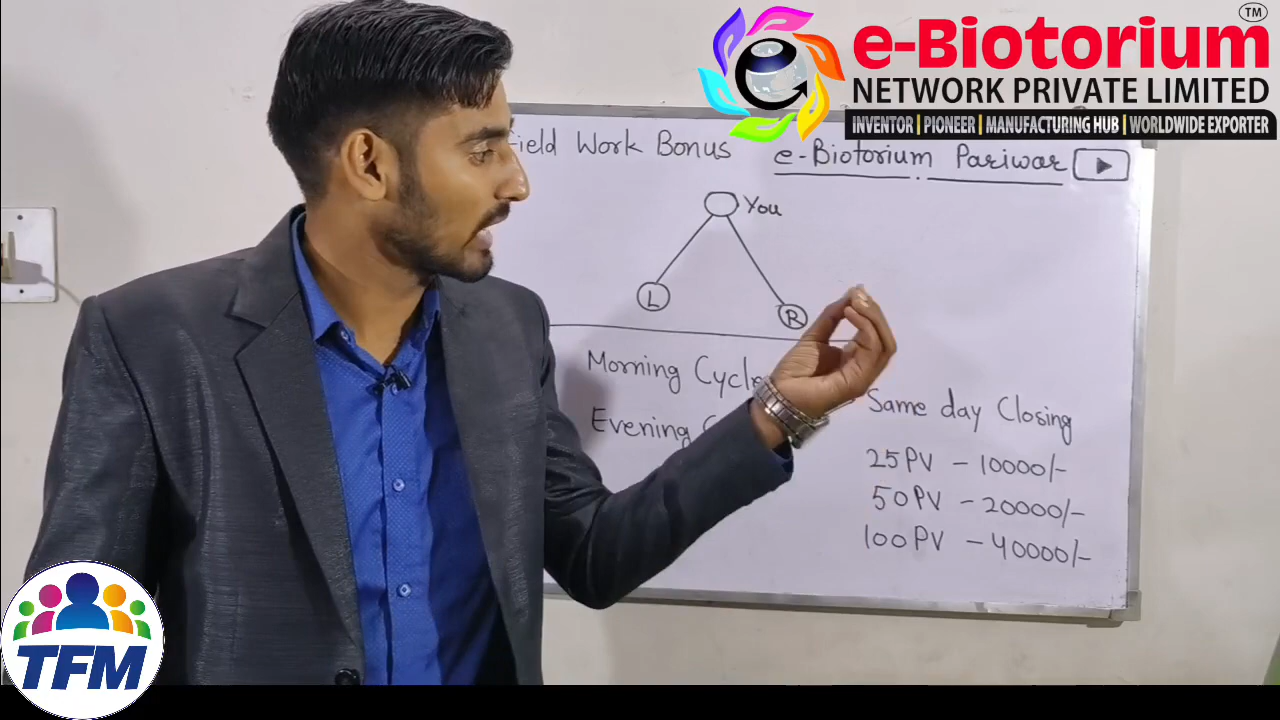 TM
e-Biotorium
NETWORK PRIVATE LIMITED
INVENTOR | PIONEER | MANUFACTURING HUB | WORLDWIDE EXPORTER
Work Bonus e-Biotorium Pariwar
You
L R
Morning Cycle
Evening
Same day Closing
25PV - 10000/-
50PV - 20000/-
100PV - 40000/-
TFM